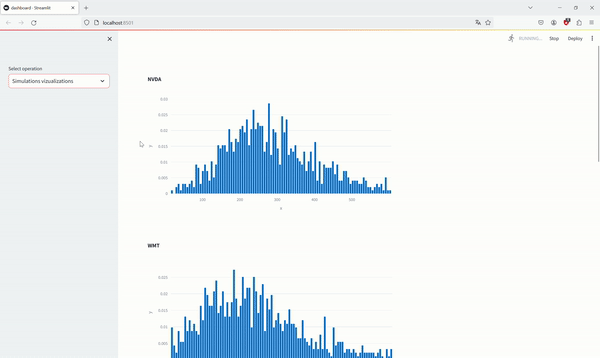 dashboard · Streamlit
localhost:8501
RUNNING...
Stop
Deploy
Select operation
Simulations vizualizations
NVDA
0.03
0.025
0.02
0.015
0.01
0.005
0
y
100
200
300
400
500
x
WMT
0.025
0.02
0.015
0.01
0.005
y